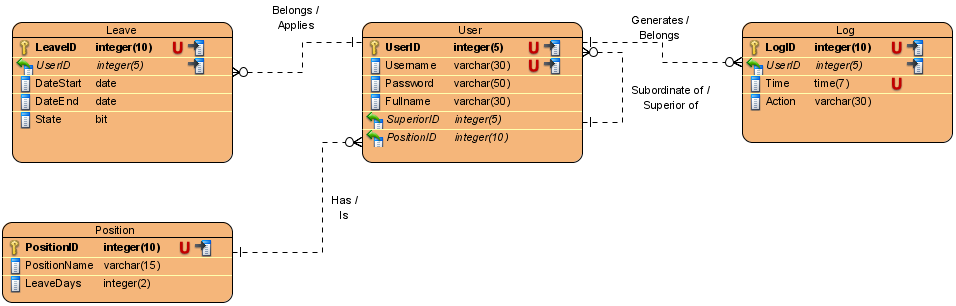 Belongs /
Applies
Leave
LeaveID integer(10) U
UserID integer(5)
DateStart date
DateEnd date
State bit
User
UserID integer(5) U
Username varchar(30) U
Password varchar(50)
Fullname varchar(30)
SuperiorID integer(5)
PositionID integer(10)
Generates /
Belongs
Subordinate of /
Superior of
Log
LogID integer(10) U
UserID integer(5)
Time time(7) U
Action varchar(30)
Has /
Is
Position
PositionID integer(10) U
PositionName varchar(15)
LeaveDays integer(2)